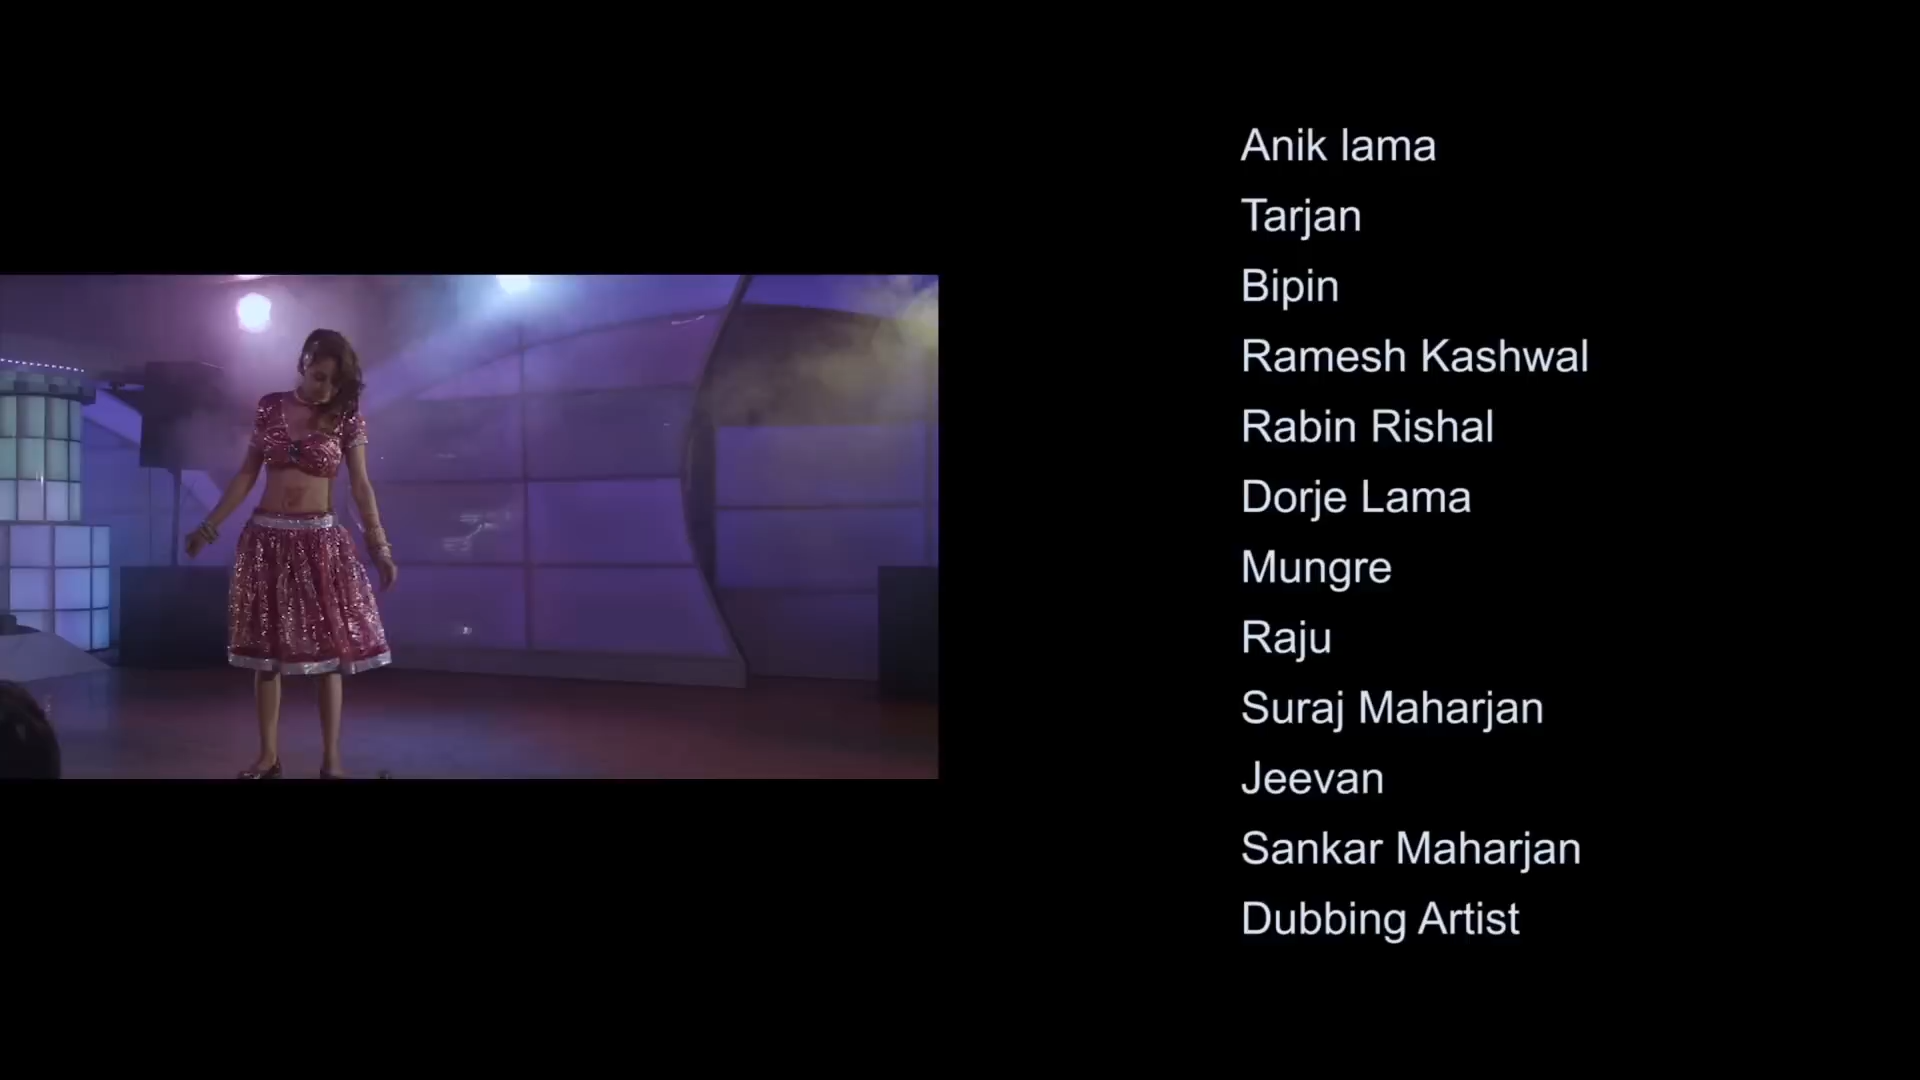 Anik lama
Tarjan
Bipin
Ramesh Kashwal
Rabin Rishal
Dorje Lama
Mungre
Raju
Suraj Maharjan
Jeevan
Sankar Maharjan
Dubbing Artist